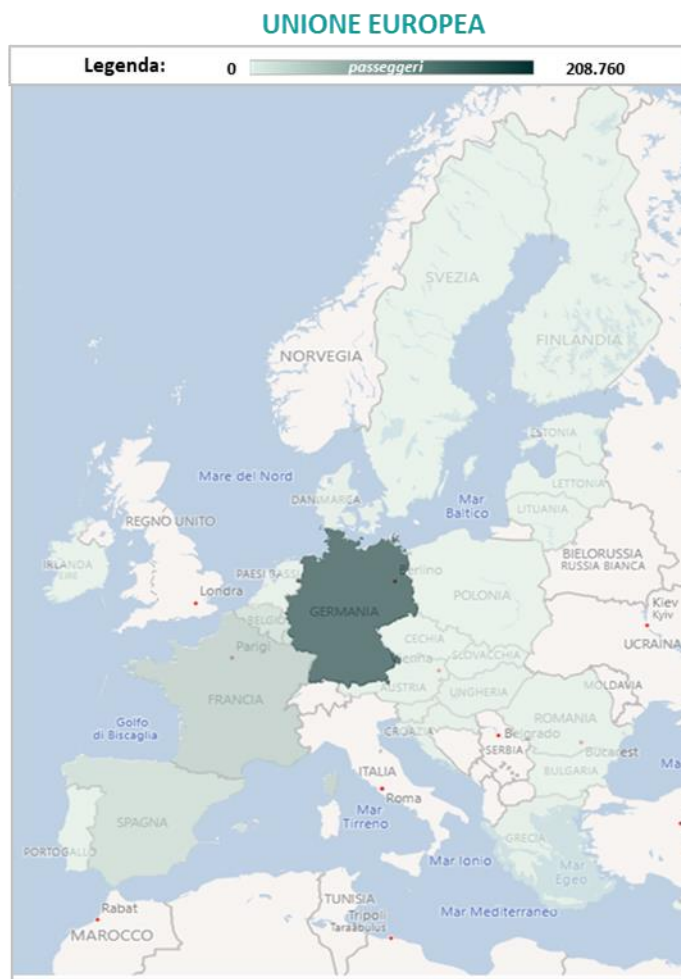 UNIONE EUROPEA
Legenda: 0 passeggeri 208.760
SVEZIA
FINLANDIA
NORVEGIA
ESTONIA
Mare del Nord
LETTONIA
DANIMARCA
Mar
Baltico
LITUANIA
REGNO UNITO
BIELORUSSIA
RUSSIA BIANCA
IRLANDA
EIRE
PAESI BASSI
Berlino
Londra
POLONIA
Kiev
Kyiv
GERMANIA
BELGIO
UCRAINA
CECHIA
Parigi
SLOVACCHIA
MOLDAVIA
FRANCIA
AUSTRIA
UNGHERIA
ROMANIA
Golfo
di Biscaglia
CROAZIA
Belgrado
SERBIA
Bucarest
ITALIA
BULGARIA
Roma
Mar
Tirreno
SPAGNA
PORTOGALLO
GRECIA
Mar Ionio
Mar
Egeo
TUNISIA
Rabat
Tripoli
Taraābulus
Mar Mediterraneo
MAROCCO